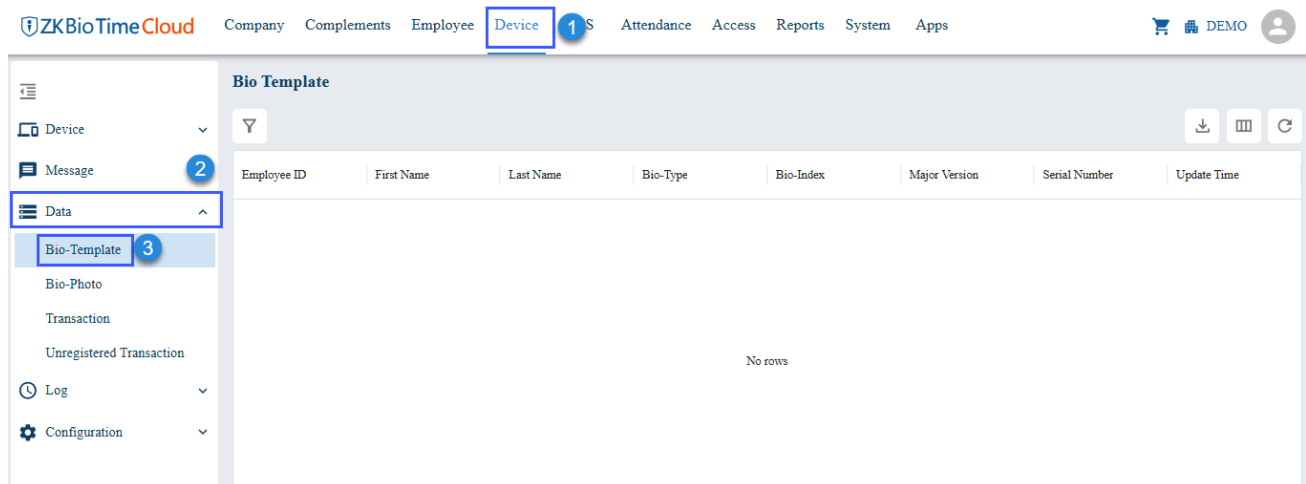 ZKBioTime Cloud Company Complements Employee Device 1 S Attendance Access Reports System Apps DEMO
Bio Template
Device
Message 2
Employee ID First Name Last Name Bio-Type Bio-Index Major Version Serial Number Update Time
Data
Bio-Template 3
Bio-Photo
Transaction
Unregistered Transaction
No rows
Log
Configuration